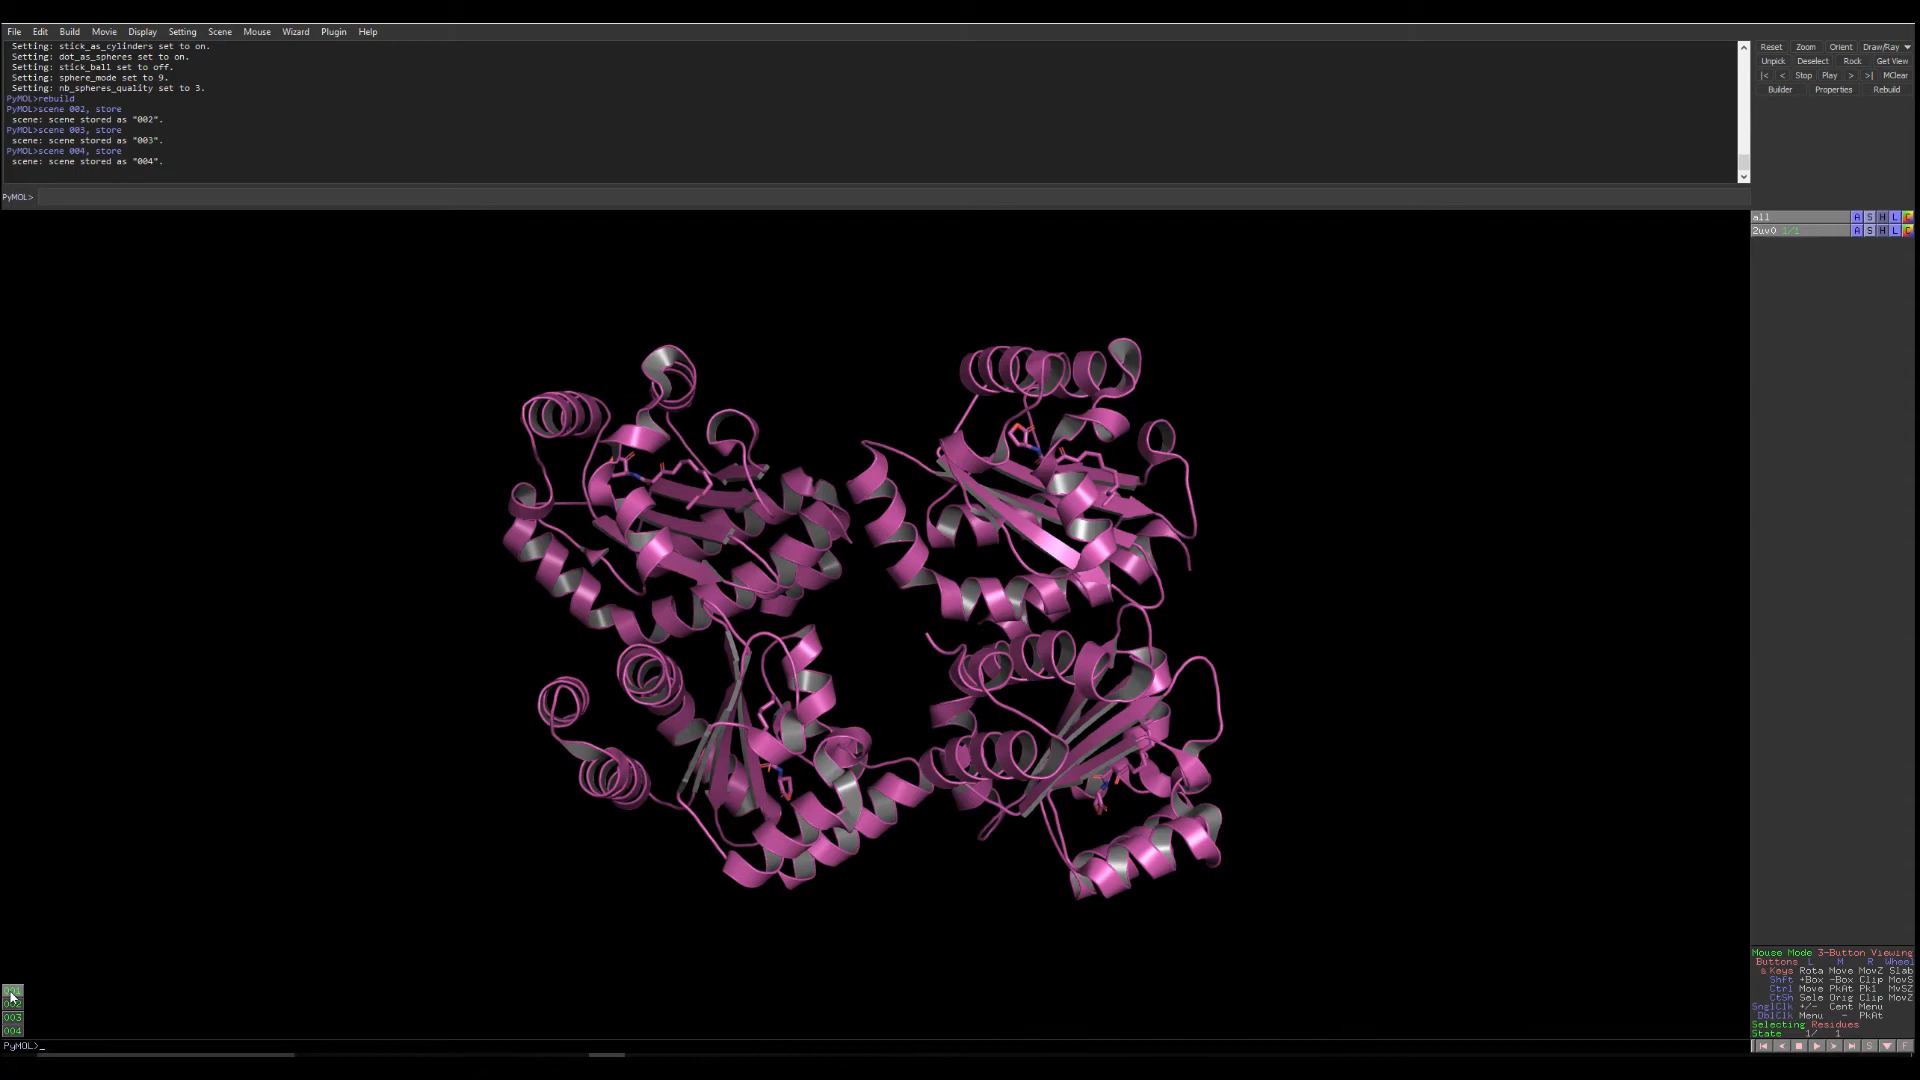 File Edit Build Movie Display Setting Scene Mouse Wizard Plugin Help
Setting: stick_as_cylinders set to on.
Setting: dot_as_spheres set to on.
Setting: stick_ball set to off.
Setting: sphere_mode set to 9.
Setting: nb_spheres_quality set to 3.
PyMOL>rebuild
PyMOL>scene 002, store
scene: scene stored as "002".
PyMOL>scene 003, store
scene: scene stored as "003".
PyMOL>scene 004, store
scene: scene stored as "004".
PyMOL>
Reset Zoom Orient Draw/Ray
Unpick Deselect Rock Get View
|< < Stop Play > >| MClear
Builder Properties Rebuild
all A S H L C
2uv0 1/1 A S H L C
001
002
003
004
PyMOL>_
Mouse Mode 3-Button Viewing
Buttons L M R Wheel
& Keys Rota Move MovZ Slab
Shft +Box -Box Clip MovS
Ctrl Move PkAt Pk1 MvSZ
CtSh Sele Orig Clip MovZ
SnglClk +/- Cent Menu
DblClk Menu - PkAt
Selecting Residues
State 1/ 1
S F